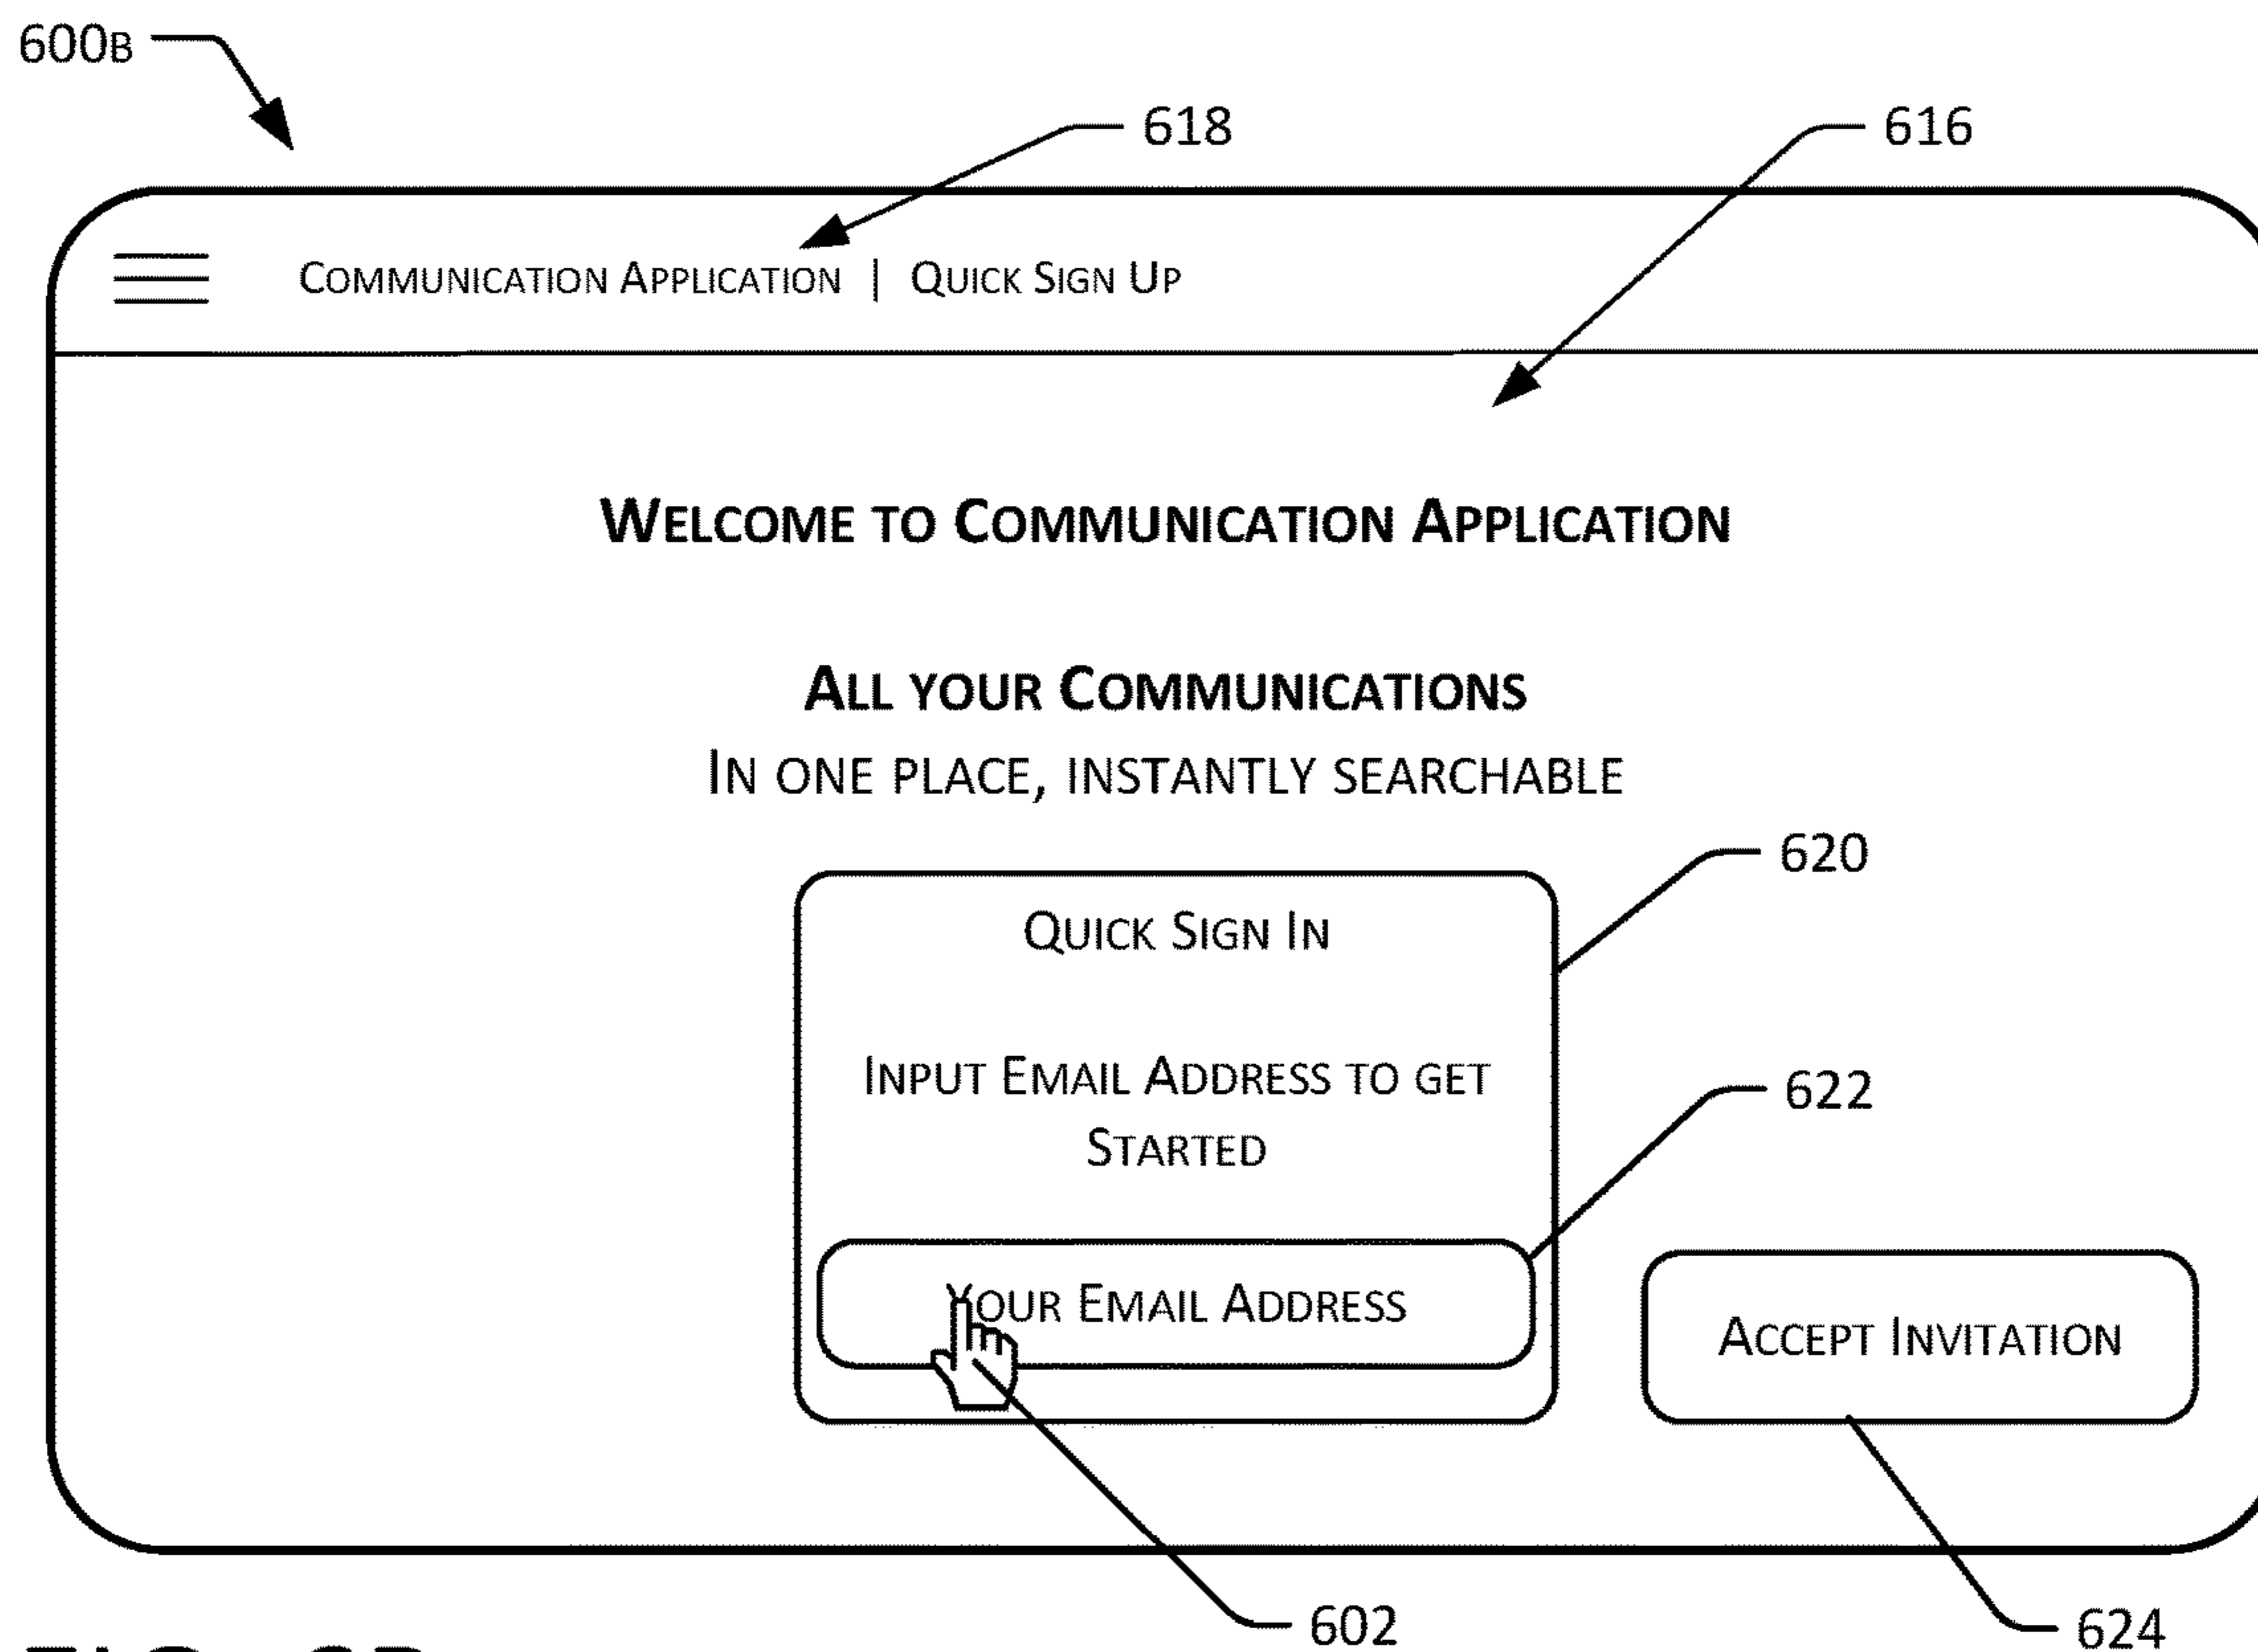 600B
618
616
COMMUNICATION APPLICATION | QUICK SIGN UP
WELCOME TO COMMUNICATION APPLICATION
ALL YOUR COMMUNICATIONS
IN ONE PLACE, INSTANTLY SEARCHABLE
620
QUICK SIGN IN
INPUT EMAIL ADDRESS TO GET
STARTED
622
YOUR EMAIL ADDRESS
ACCEPT INVITATION
602
624